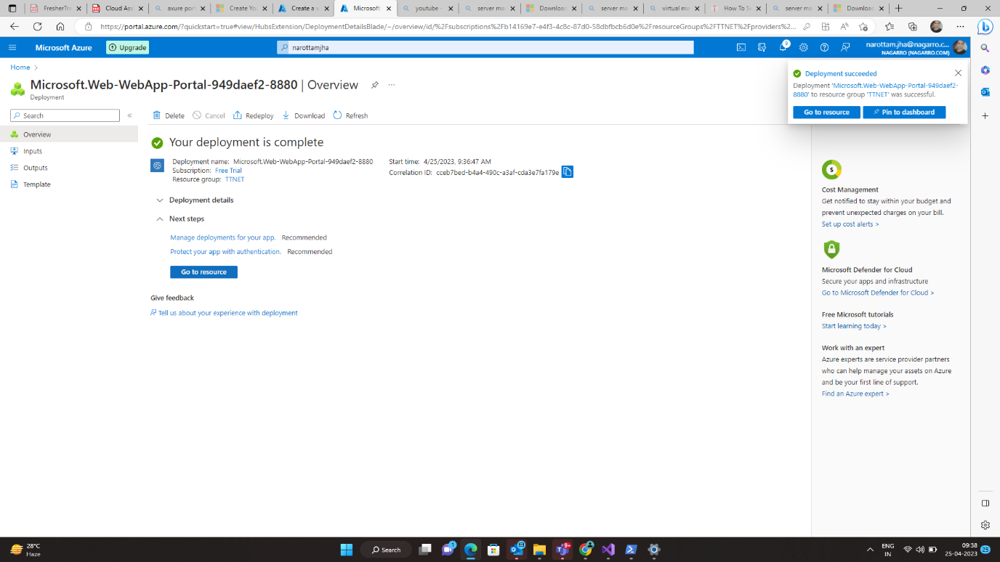 FresherTra
Cloud Ass
axure port
Create You
Create a w
Microsoft.
youtube -
server ma
Download
server ma
virtual ma
How To Se
server ma
Download
https://portal.azure.com/?quickstart=true#view/HubsExtension/DeploymentDetailsBlade/~/overview/id/%2Fsubscriptions%2Fb14169e7-e4f3-4c8c-87d0-58dbfbcb6d0e%2FresourceGroups%2FTTNET%2Fproviders%2...
Microsoft Azure
Upgrade
narottamjha
9
narottam.jha@nagarro.c...
NAGARRO (NAGARRO.COM)
Home >
Microsoft.Web-WebApp-Portal-949daef2-8880 | Overview
Deployment
Search
Overview
Inputs
Outputs
Template
Delete
Cancel
Redeploy
Download
Refresh
Deployment succeeded
Deployment 'Microsoft.Web-WebApp-Portal-949daef2-
8880' to resource group 'TTNET' was successful.
Go to resource
Pin to dashboard
Your deployment is complete
Deployment name: Microsoft.Web-WebApp-Portal-949daef2-8880
Subscription: Free Trial
Resource group: TTNET
Start time: 4/25/2023, 9:36:47 AM
Correlation ID: cceb7bed-b4a4-490c-a3af-cda3e7fa179e
Deployment details
Next steps
Manage deployments for your app. Recommended
Protect your app with authentication. Recommended
Go to resource
Give feedback
Tell us about your experience with deployment
Cost Management
Get notified to stay within your budget and
prevent unexpected charges on your bill.
Set up cost alerts >
Microsoft Defender for Cloud
Secure your apps and infrastructure
Go to Microsoft Defender for Cloud >
Free Microsoft tutorials
Start learning today >
Work with an expert
Azure experts are service provider partners
who can help manage your assets on Azure
and be your first line of support.
Find an Azure expert >
28°C
Haze
Search
1
9+
ENG
IN
09:38
25-04-2023
25